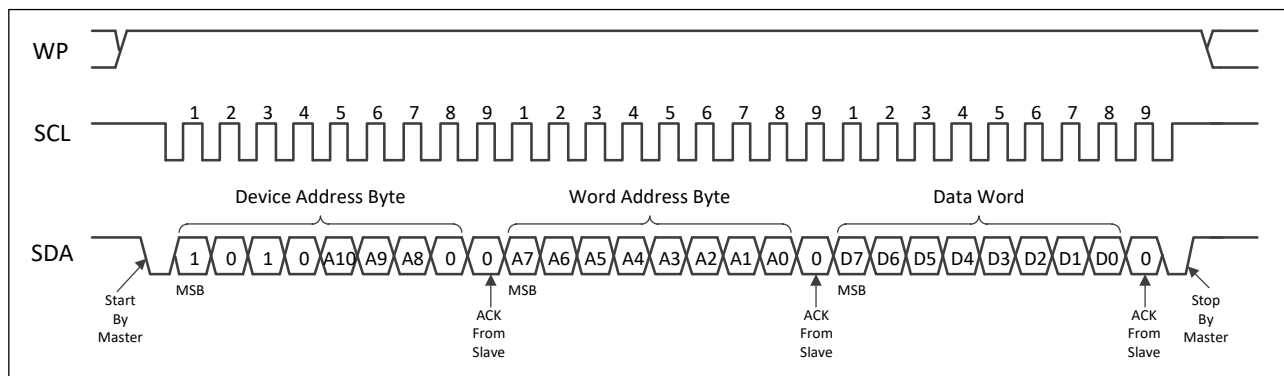 WP
1 2 3 4 5 6 7 8 9 1 2 3 4 5 6 7 8 9 1 2 3 4 5 6 7 8 9
SCL
Device Address Byte Word Address Byte Data Word
SDA
1 0 1 0 A10 A9 A8 0 0 A7 A6 A5 A4 A3 A2 A1 A0 0 D7 D6 D5 D4 D3 D2 D1 D0 0
MSB MSB MSB
Start
By
Master
ACK
From
Slave
ACK
From
Slave
ACK
From
Slave
Stop
By
Master